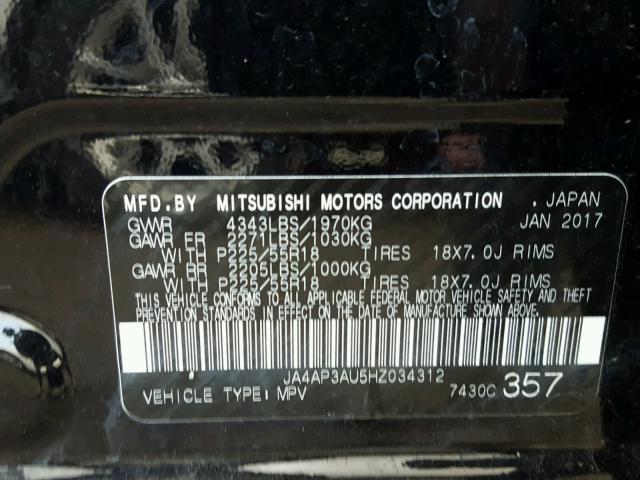 MFD.BY MITSUBISHI MOTORS CORPORATION . JAPAN
GVWR 4343LBS/1970KG JAN 2017
GAWR FR 2271LBS/1030KG
WITH P225/55R18 TIRES 18X7.0J RIMS
GAWR RR 2205LBS/1000KG
WITH P225/55R18 TIRES 18X7.0J RIMS
THIS VEHICLE CONFORMS TO ALL APPLICABLE FEDERAL MOTOR VEHICLE SAFETY AND THEFT
PREVENTION STANDARDS IN EFFECT ON THE DATE OF MANUFACTURE SHOWN ABOVE.
JA4AP3AU5HZ034312
VEHICLE TYPE: MPV 7430C 357